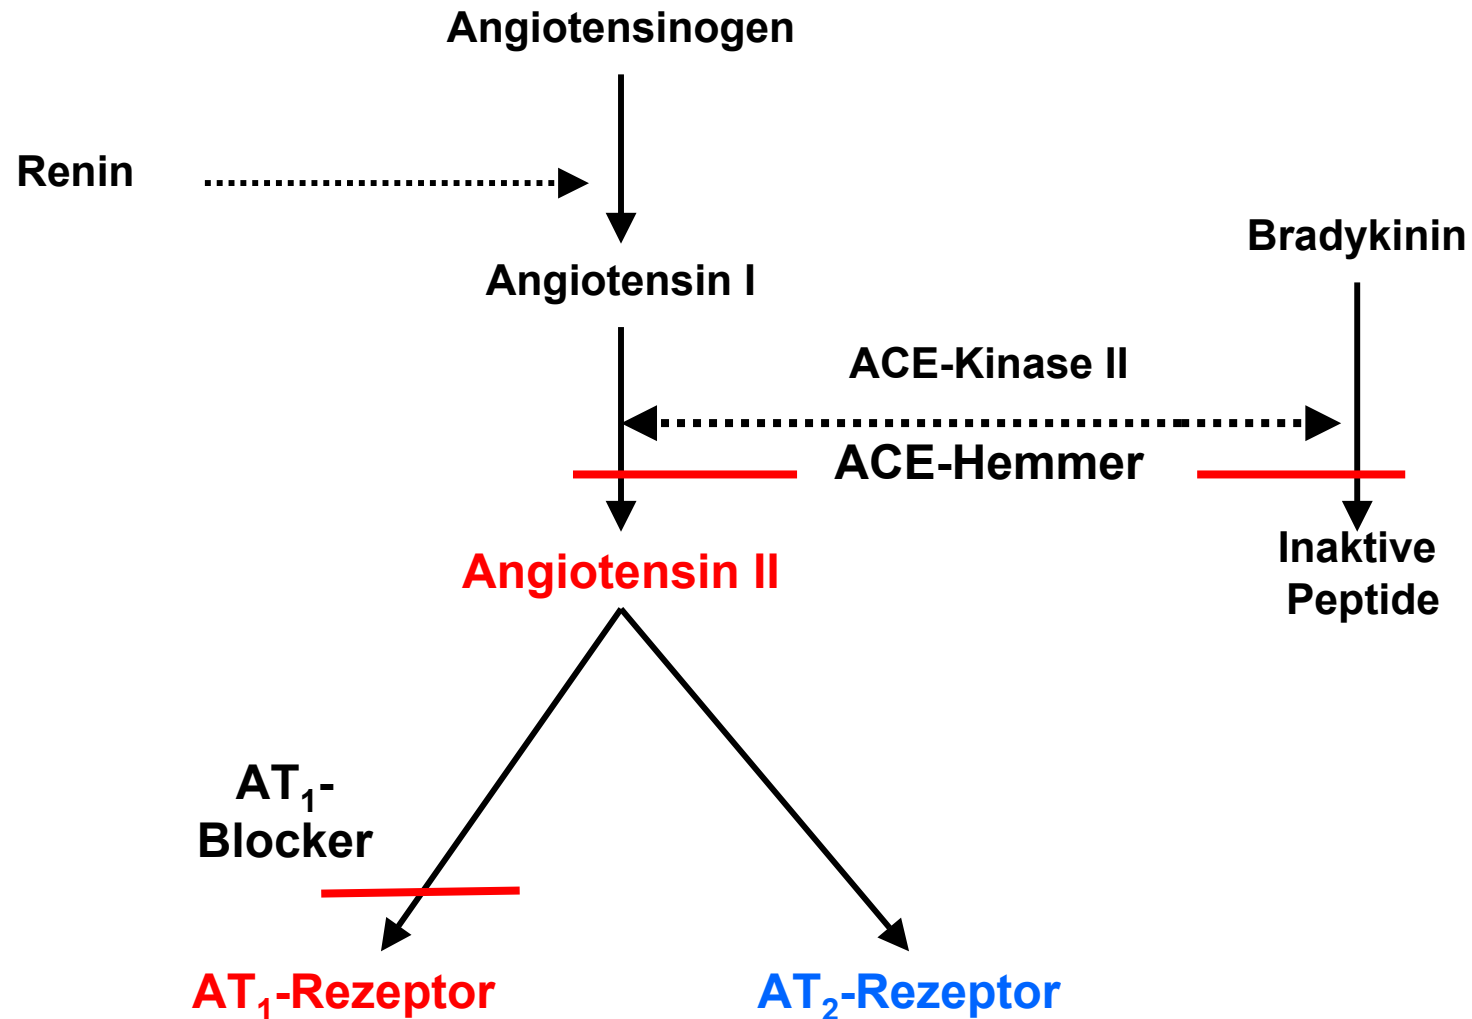 Angiotensinogen
Renin
Bradykinin
Angiotensin I
ACE-Kinase II
ACE-Hemmer
Angiotensin II
Inaktive
Peptide
AT₁-
Blocker
AT₁-Rezeptor
AT₂-Rezeptor